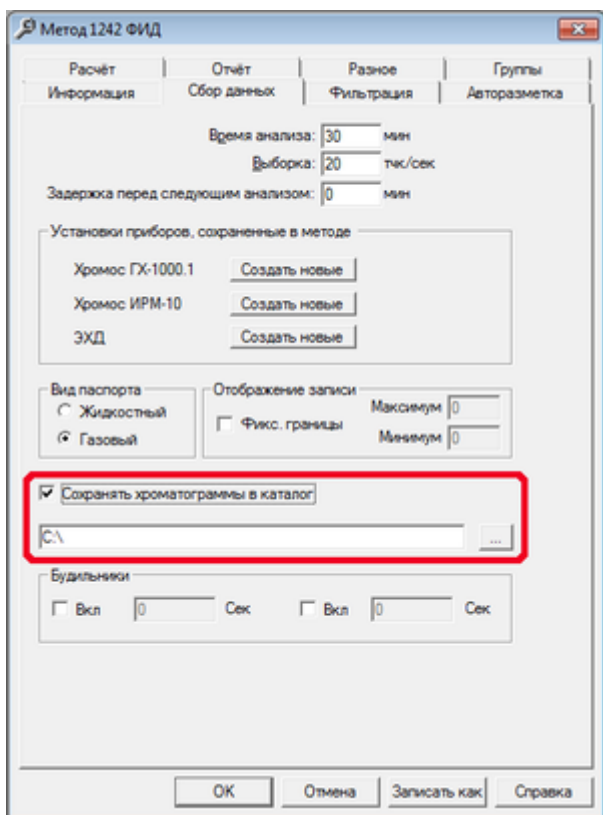 Метод 1242 ФИД
Расчёт Отчёт Разное Группы
Информация Сбор данных Фильтрация Авторазметка
Время анализа: 30 мин
Выборка: 20 тчк/сек
Задержка перед следующим анализом: 0 мин
Установки приборов, сохраненные в методе
Хромос ГХ-1000.1 Создать новые
Хромос ИРМ-10 Создать новые
ЭХД Создать новые
Вид паспорта Отображение записи
Жидкостный Фикс. границы Максимум 0
Газовый Минимум 0
Сохранять хроматограммы в каталог
C:\ ...
Будильники
Вкл 0 Сек Вкл 0 Сек
OK Отмена Записать как Справка